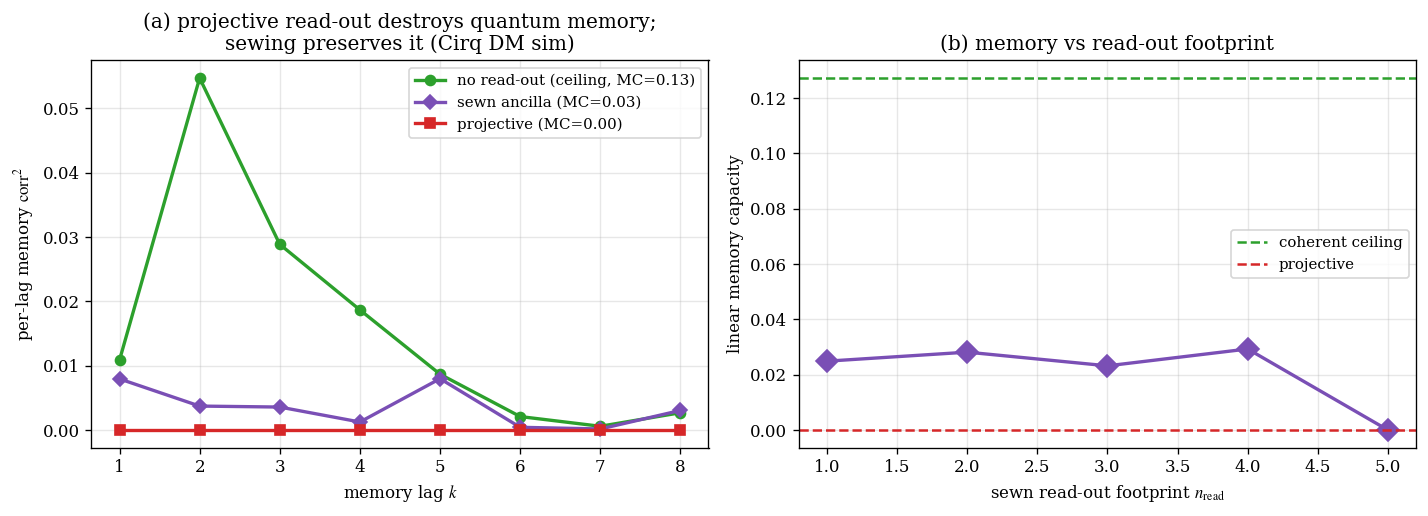 (a) projective read-out destroys quantum memory;
sewing preserves it (Cirq DM sim)
per-lag memory corr²
0.05
0.04
0.03
0.02
0.01
0.00
no read-out (ceiling, MC=0.13)
sewn ancilla (MC=0.03)
projective (MC=0.00)
1 2 3 4 5 6 7 8
memory lag k
(b) memory vs read-out footprint
linear memory capacity
0.12
0.10
0.08
0.06
0.04
0.02
0.00
coherent ceiling
projective
1.0 1.5 2.0 2.5 3.0 3.5 4.0 4.5 5.0
sewn read-out footprint n_read